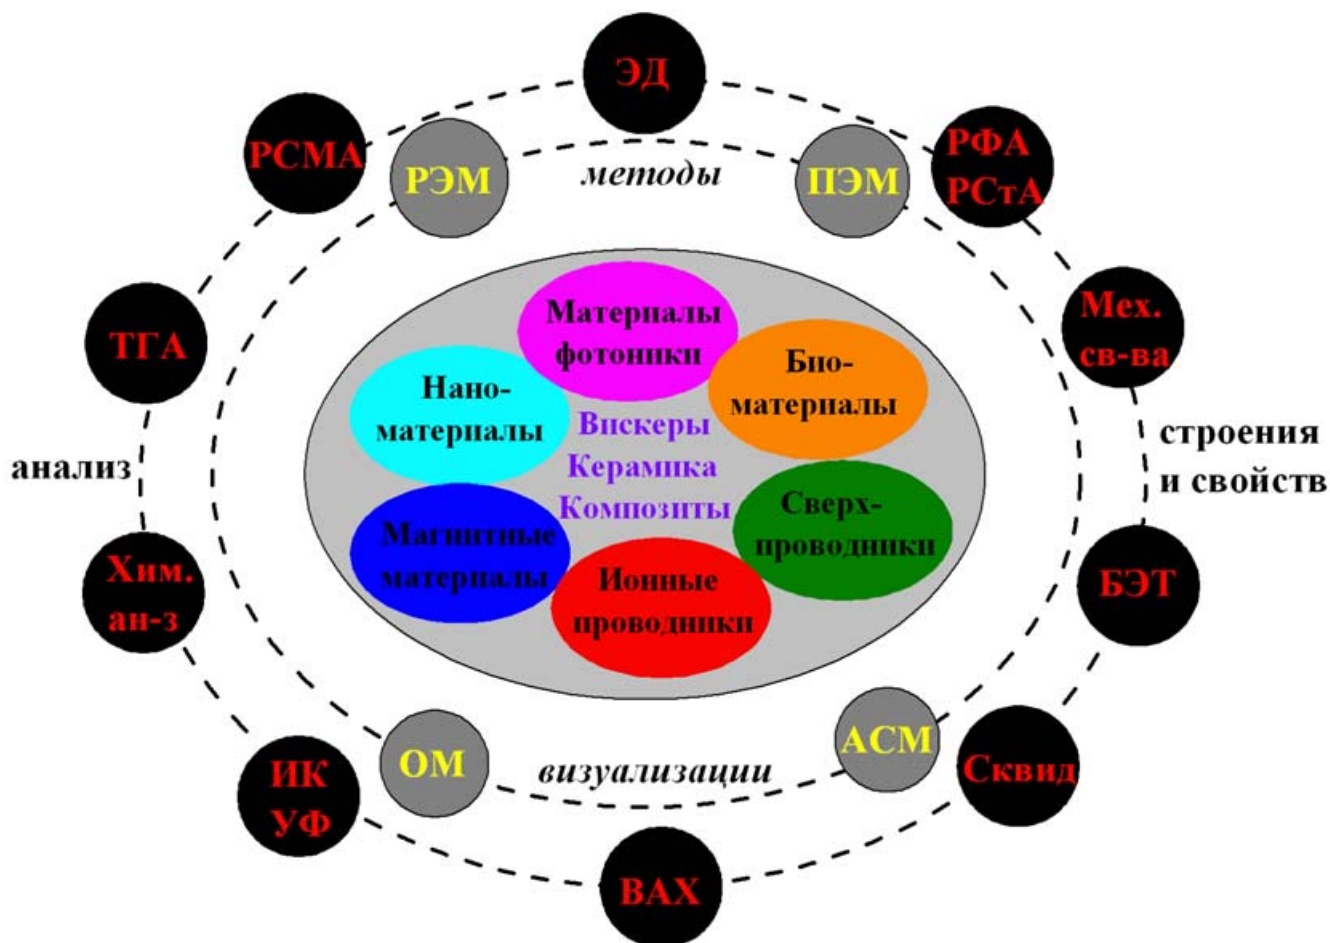 ЭД
РСМА
РЭМ
методы
ПЭМ
РФА
РСтА
ТГА
Мех.
св-ва
Материалы
фотоники
Нано-
материалы
Био-
материалы
Вискеры
Керамика
Композиты
анализ
строения
и свойств
Магнитные
материалы
Сверх-
проводники
Ионные
проводники
Хим.
ан-з
БЭТ
ОМ
визуализации
АСМ
Сквид
ИК
УФ
ВАХ